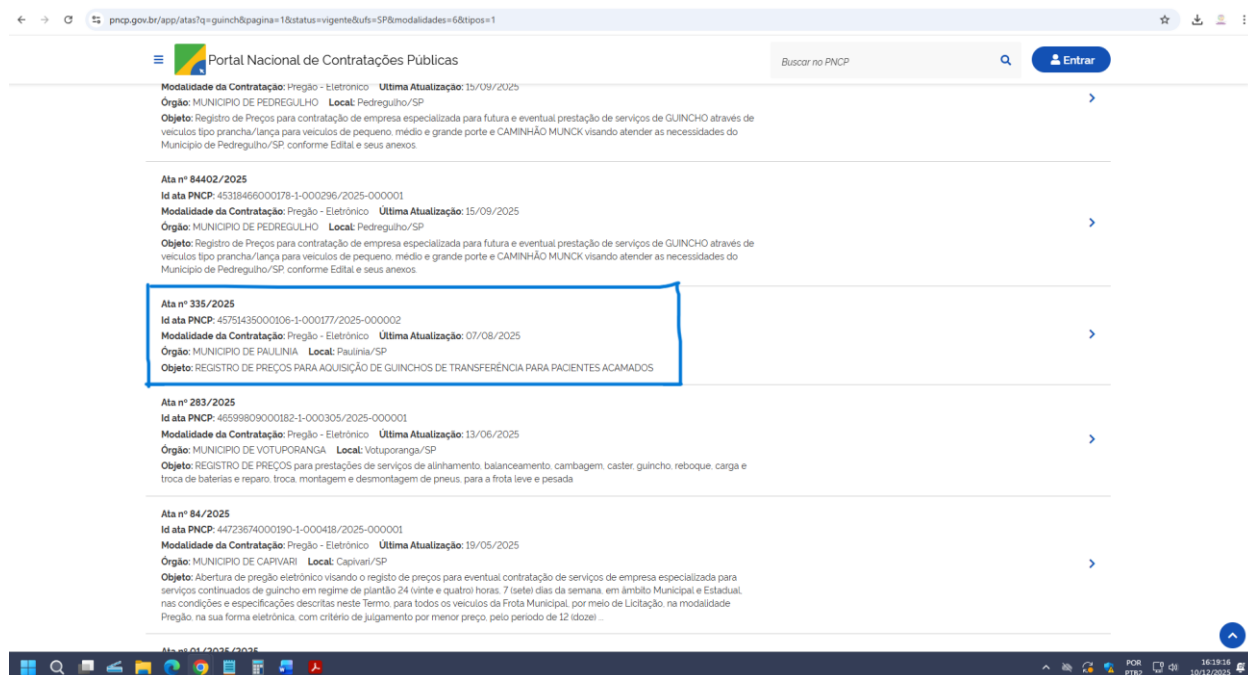 pncp.gov.br/app/atas?q=guinch&pagina=1&status=vigente&ufs=SP&modalidades=6&tipos=1
Portal Nacional de Contratações Públicas
Buscar no PNCP
Entrar
Modalidade da Contratação: Pregão - Eletrônico Última Atualização: 15/09/2025
Órgão: MUNICIPIO DE PEDREGULHO Local: Pedregulho/SP
Objeto: Registro de Preços para contratação de empresa especializada para futura e eventual prestação de serviços de GUINCHO através de
veículos tipo prancha/lança para veículos de pequeno, médio e grande porte e CAMINHÃO MUNCK visando atender as necessidades do
Município de Pedregulho/SP, conforme Edital e seus anexos.
Ata nº 84402/2025
Id ata PNCP: 45318466000178-1-000296/2025-000001
Modalidade da Contratação: Pregão - Eletrônico Última Atualização: 15/09/2025
Órgão: MUNICIPIO DE PEDREGULHO Local: Pedregulho/SP
Objeto: Registro de Preços para contratação de empresa especializada para futura e eventual prestação de serviços de GUINCHO através de
veículos tipo prancha/lança para veículos de pequeno, médio e grande porte e CAMINHÃO MUNCK visando atender as necessidades do
Município de Pedregulho/SP, conforme Edital e seus anexos.
Ata nº 335/2025
Id ata PNCP: 45751435000106-1-000177/2025-000002
Modalidade da Contratação: Pregão - Eletrônico Última Atualização: 07/08/2025
Órgão: MUNICIPIO DE PAULINIA Local: Paulínia/SP
Objeto: REGISTRO DE PREÇOS PARA AQUISIÇÃO DE GUINCHOS DE TRANSFERÊNCIA PARA PACIENTES ACAMADOS
Ata nº 283/2025
Id ata PNCP: 46599809000182-1-000305/2025-000001
Modalidade da Contratação: Pregão - Eletrônico Última Atualização: 13/06/2025
Órgão: MUNICIPIO DE VOTUPORANGA Local: Votuporanga/SP
Objeto: REGISTRO DE PREÇOS para prestações de serviços de alinhamento, balanceamento, cambagem, caster, guincho, reboque, carga e
troca de baterias e reparo, troca, montagem e desmontagem de pneus, para a frota leve e pesada
Ata nº 84/2025
Id ata PNCP: 44723674000190-1-000418/2025-000001
Modalidade da Contratação: Pregão - Eletrônico Última Atualização: 19/05/2025
Órgão: MUNICIPIO DE CAPIVARI Local: Capivari/SP
Objeto: Abertura de pregão eletrônico visando o registo de preços para eventual contratação de serviços de empresa especializada para
serviços continuados de guincho em regime de plantão 24 (vinte e quatro) horas, 7 (sete) dias da semana, em âmbito Municipal e Estadual,
nas condições e especificações descritas neste Termo, para todos os veículos da Frota Municipal, por meio de Licitação, na modalidade
Pregão, na sua forma eletrônica, com critério de julgamento por menor preço, pelo período de 12 (doze) ...
Ata nº 01/2025/2025
POR
PTB2
16:19:16
10/12/2025